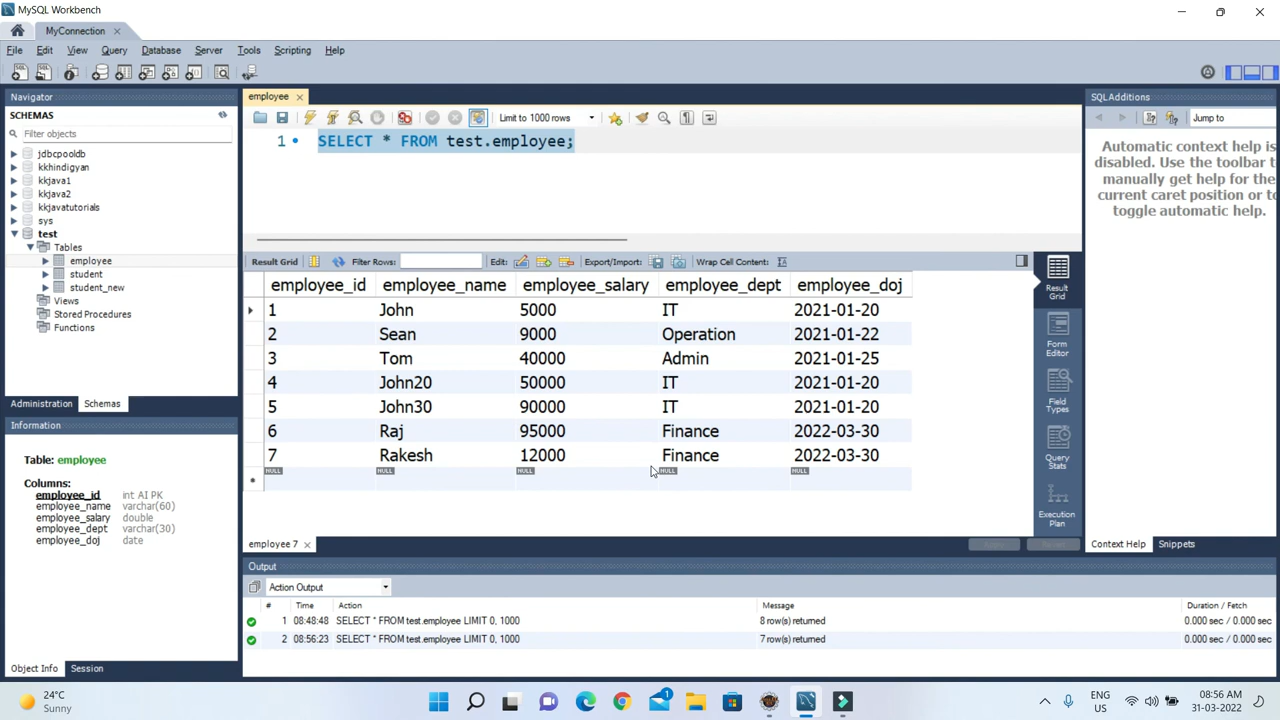 MySQL Workbench
MyConnection
File Edit View Query Database Server Tools Scripting Help
Navigator
SCHEMAS
Filter objects
jdbcpooldb
kkhindigyan
kkjava1
kkjava2
kkjavatutorials
sys
test
Tables
employee
student
student_new
Views
Stored Procedures
Functions
Administration Schemas
Information
Table: employee
Columns:
employee_id int AI PK
employee_name varchar(60)
employee_salary double
employee_dept varchar(30)
employee_doj date
Object Info Session
employee
Limit to 1000 rows
1 SELECT * FROM test.employee;
Result Grid Filter Rows: Edit: Export/Import: Wrap Cell Content:
employee_id employee_name employee_salary employee_dept employee_doj
1 John 5000 IT 2021-01-20
2 Sean 9000 Operation 2021-01-22
3 Tom 40000 Admin 2021-01-25
4 John20 50000 IT 2021-01-20
5 John30 90000 IT 2021-01-20
6 Raj 95000 Finance 2022-03-30
7 Rakesh 12000 Finance 2022-03-30
NULL NULL NULL NULL NULL
Result
Grid
Form
Editor
Field
Types
Query
Stats
Execution
Plan
employee 7
SQLAdditions
Jump to
Automatic context help is
disabled. Use the toolbar t
manually get help for the
current caret position or to
toggle automatic help.
Context Help Snippets
Output
Action Output
# Time Action Message Duration / Fetch
1 08:48:48 SELECT * FROM test.employee LIMIT 0, 1000 8 row(s) returned 0.000 sec / 0.000 sec
2 08:56:23 SELECT * FROM test.employee LIMIT 0, 1000 7 row(s) returned 0.000 sec / 0.000 sec
24°C
Sunny
ENG
US
08:56 AM
31-03-2022